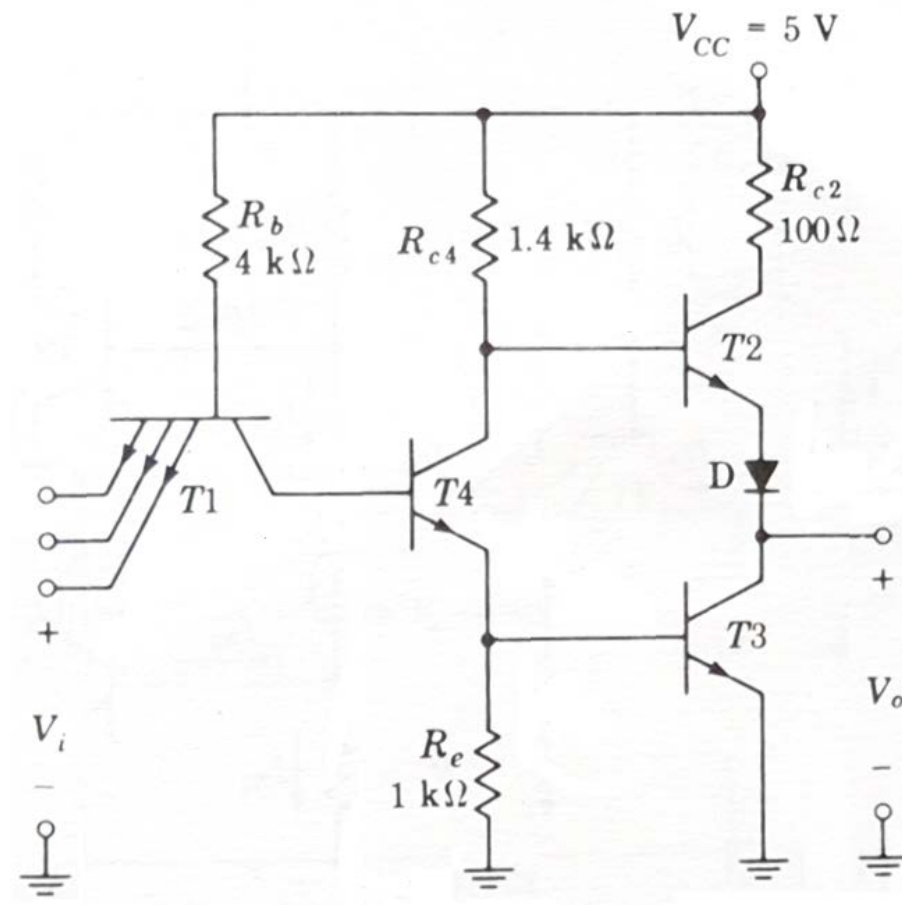 V_CC = 5 V
R_b
4 kΩ
R_c4
1.4 kΩ
R_c2
100 Ω
T1
T4
T2
D
T3
+
V_i
-
R_e
1 kΩ
+
V_o
-